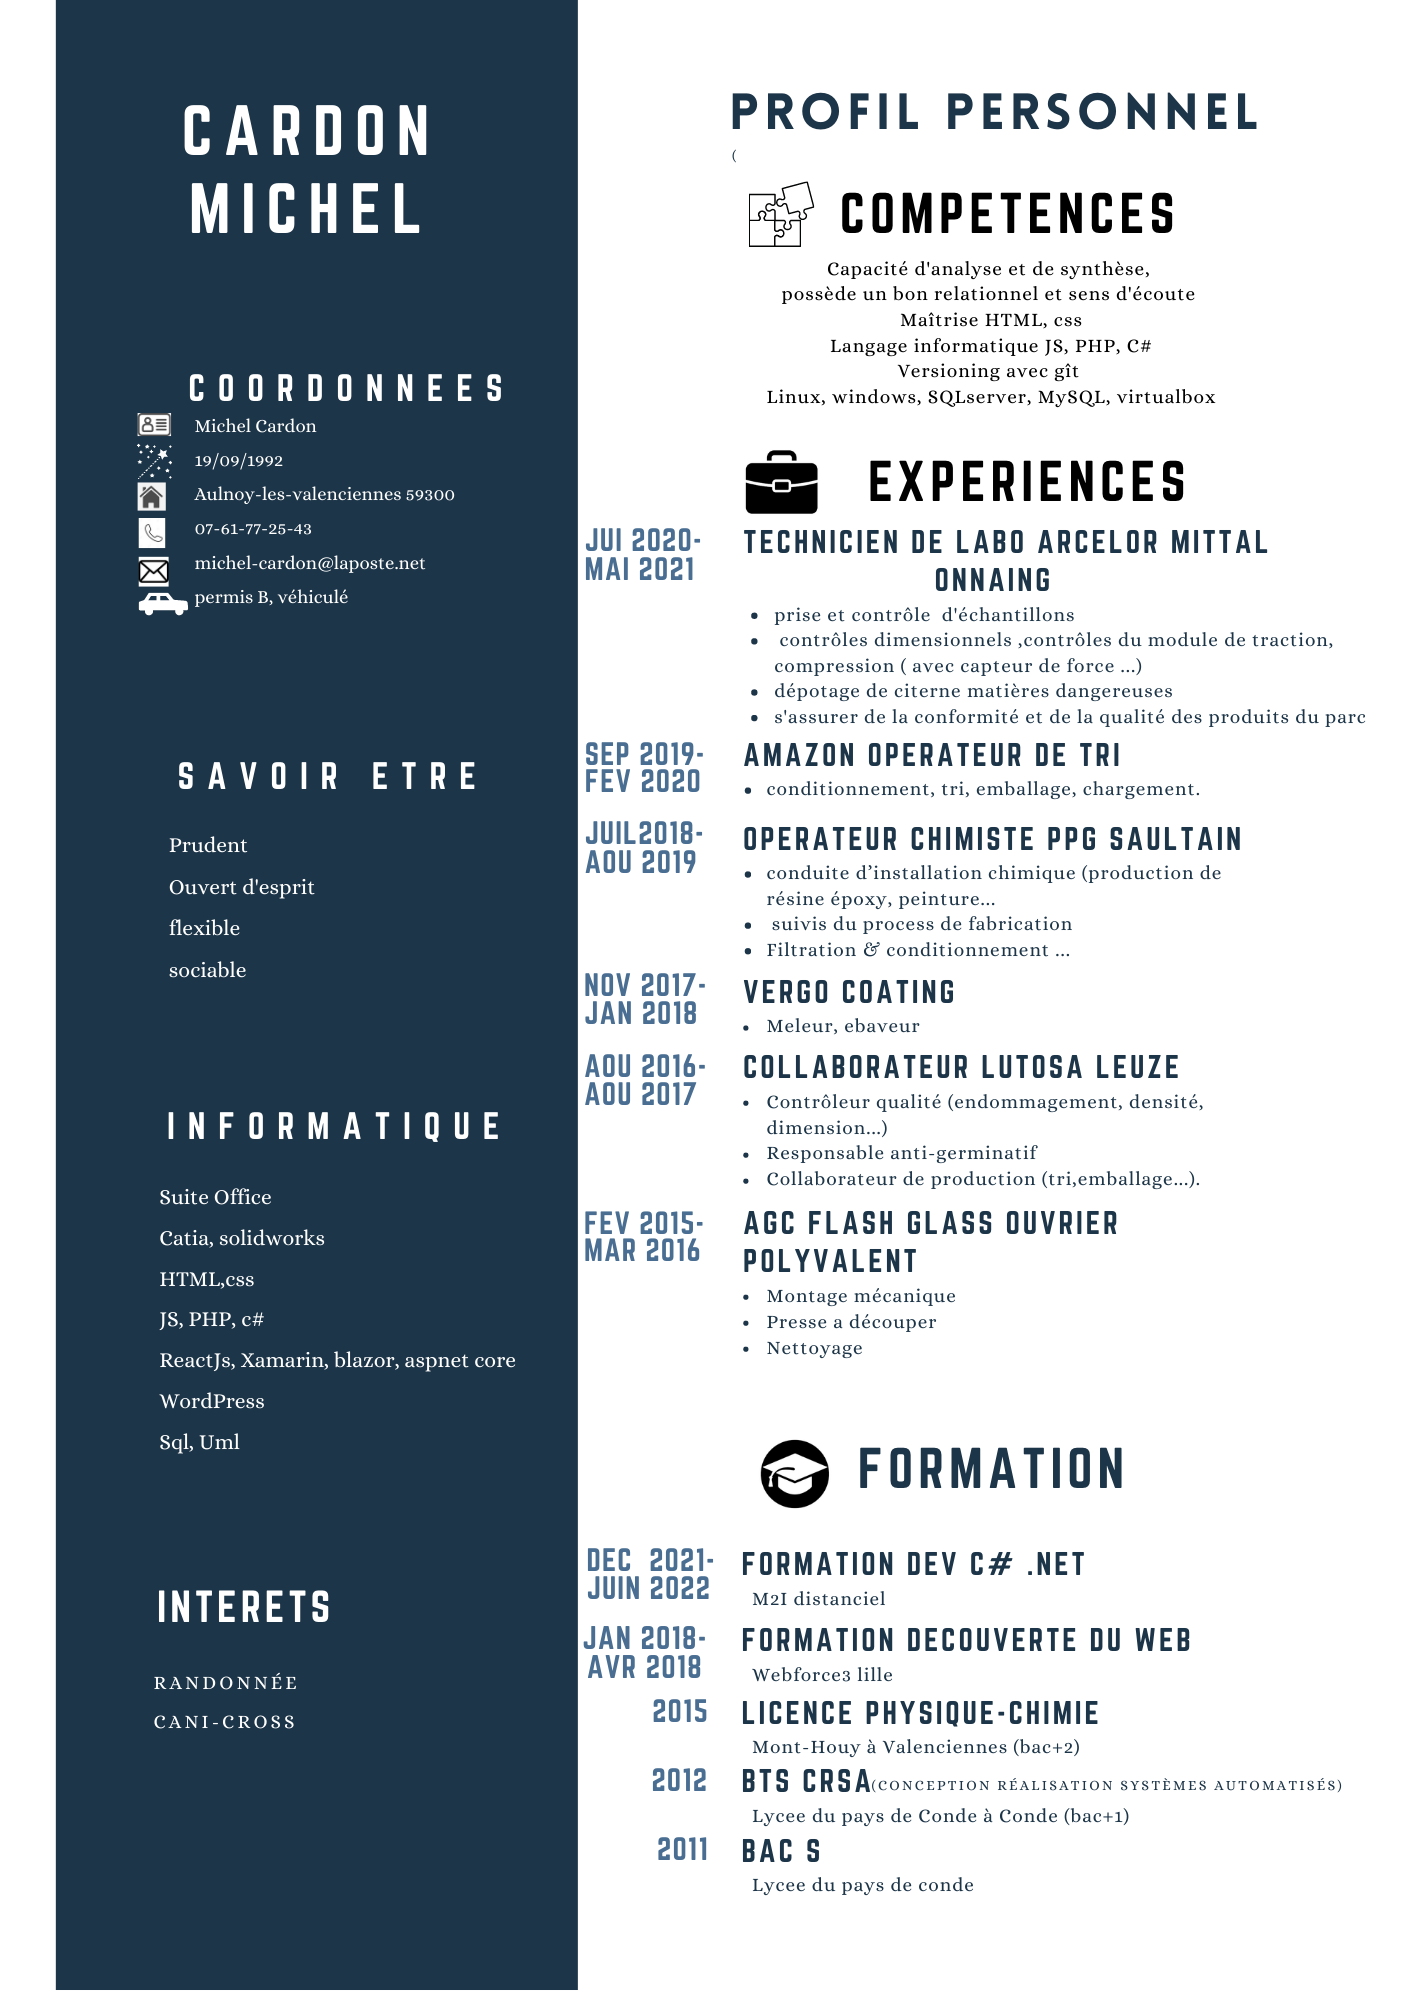 CARDON
MICHEL
COORDONNEES
Michel Cardon
19/09/1992
Aulnoy-les-valenciennes 59300
07-61-77-25-43
michel-cardon@laposte.net
permis B, véhiculé
SAVOIR ETRE
Prudent
Ouvert d'esprit
flexible
sociable
INFORMATIQUE
Suite Office
Catia, solidworks
HTML,css
JS, PHP, c#
ReactJs, Xamarin, blazor, aspnet core
WordPress
Sql, Uml
INTERETS
RANDONNÉE
CANI-CROSS
PROFIL PERSONNEL
(
COMPETENCES
Capacité d'analyse et de synthèse,
possède un bon relationnel et sens d'écoute
Maîtrise HTML, css
Langage informatique JS, PHP, C#
Versioning avec gît
Linux, windows, SQLserver, MySQL, virtualbox
EXPERIENCES
JUI 2020-
MAI 2021
TECHNICIEN DE LABO ARCELOR MITTAL
ONNAING
• prise et contrôle d'échantillons
• contrôles dimensionnels ,contrôles du module de traction,
compression ( avec capteur de force ...)
• dépotage de citerne matières dangereuses
• s'assurer de la conformité et de la qualité des produits du parc
SEP 2019-
FEV 2020
AMAZON OPERATEUR DE TRI
• conditionnement, tri, emballage, chargement.
JUIL2018-
AOU 2019
OPERATEUR CHIMISTE PPG SAULTAIN
• conduite d’installation chimique (production de
résine époxy, peinture...
• suivis du process de fabrication
• Filtration & conditionnement ...
NOV 2017-
JAN 2018
VERGO COATING
• Meleur, ebaveur
AOU 2016-
AOU 2017
COLLABORATEUR LUTOSA LEUZE
• Contrôleur qualité (endommagement, densité,
dimension...)
• Responsable anti-germinatif
• Collaborateur de production (tri,emballage...).
FEV 2015-
MAR 2016
AGC FLASH GLASS OUVRIER
POLYVALENT
• Montage mécanique
• Presse a découper
• Nettoyage
FORMATION
DEC 2021-
JUIN 2022
FORMATION DEV C# .NET
M2I distanciel
JAN 2018-
AVR 2018
FORMATION DECOUVERTE DU WEB
Webforce3 lille
2015
LICENCE PHYSIQUE-CHIMIE
Mont-Houy à Valenciennes (bac+2)
2012
BTS CRSA(CONCEPTION RÉALISATION SYSTÈMES AUTOMATISÉS)
Lycee du pays de Conde à Conde (bac+1)
2011
BAC S
Lycee du pays de conde